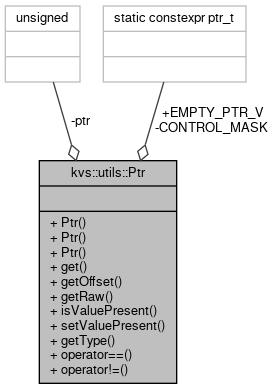 unsigned
static constexpr ptr_t
-ptr
+EMPTY_PTR_V
-CONTROL_MASK
kvs::utils::Ptr
+ Ptr()
+ Ptr()
+ Ptr()
+ get()
+ getOffset()
+ getRaw()
+ isValuePresent()
+ setValuePresent()
+ getType()
+ operator==()
+ operator!=()